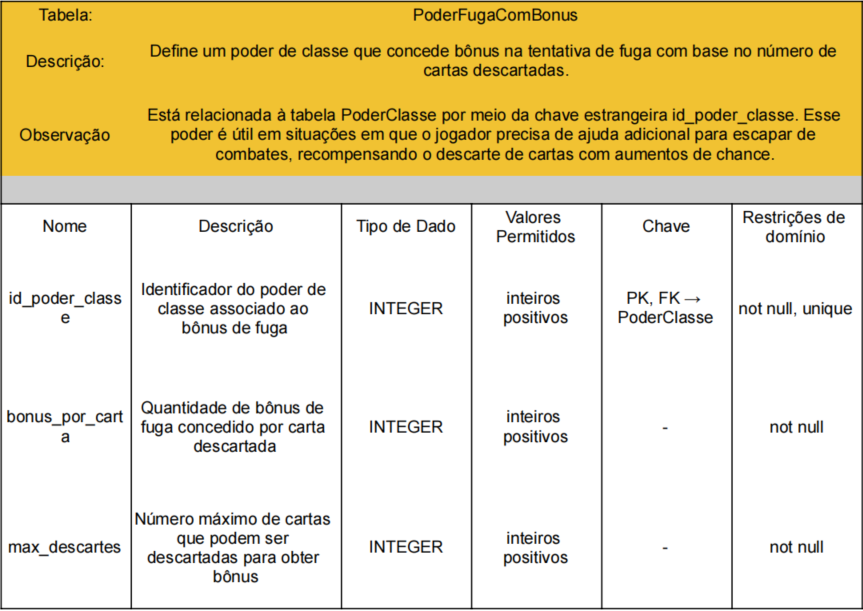 Tabela: PoderFugaComBonus
Descrição: Define um poder de classe que concede bônus na tentativa de fuga com base no número de
cartas descartadas.
Observação Está relacionada à tabela PoderClasse por meio da chave estrangeira id_poder_classe. Esse
poder é útil em situações em que o jogador precisa de ajuda adicional para escapar de
combates, recompensando o descarte de cartas com aumentos de chance.
Nome Descrição Tipo de Dado Valores
Permitidos Chave Restrições de
domínio
id_poder_class
e
Identificador do poder de
classe associado ao
bônus de fuga
INTEGER
inteiros
positivos
PK, FK →
PoderClasse
not null, unique
bonus_por_cart
a
Quantidade de bônus de
fuga concedido por carta
descartada
INTEGER
inteiros
positivos
-
not null
max_descartes
Número máximo de cartas
que podem ser
descartadas para obter
bônus
INTEGER
inteiros
positivos
-
not null